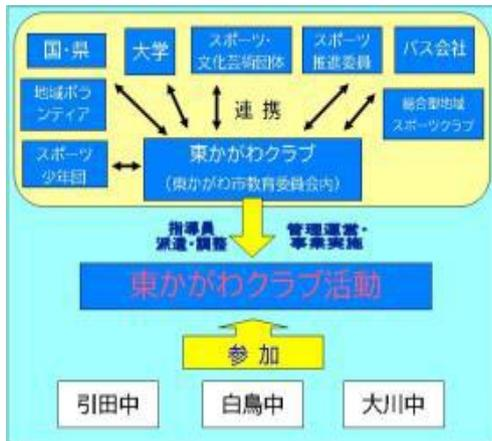 国・県
大学
スポーツ・
文化芸術団体
スポーツ
推進委員
バス会社
地域ボラ
ンティア
連携
総合型地域
スポーツクラブ
スポーツ
少年団
東かがわクラブ
（東かがわ市教育委員会内）
指導員
派遣・調整
管理運営・
事業実施
東かがわクラブ活動
参加
引田中
白鳥中
大川中